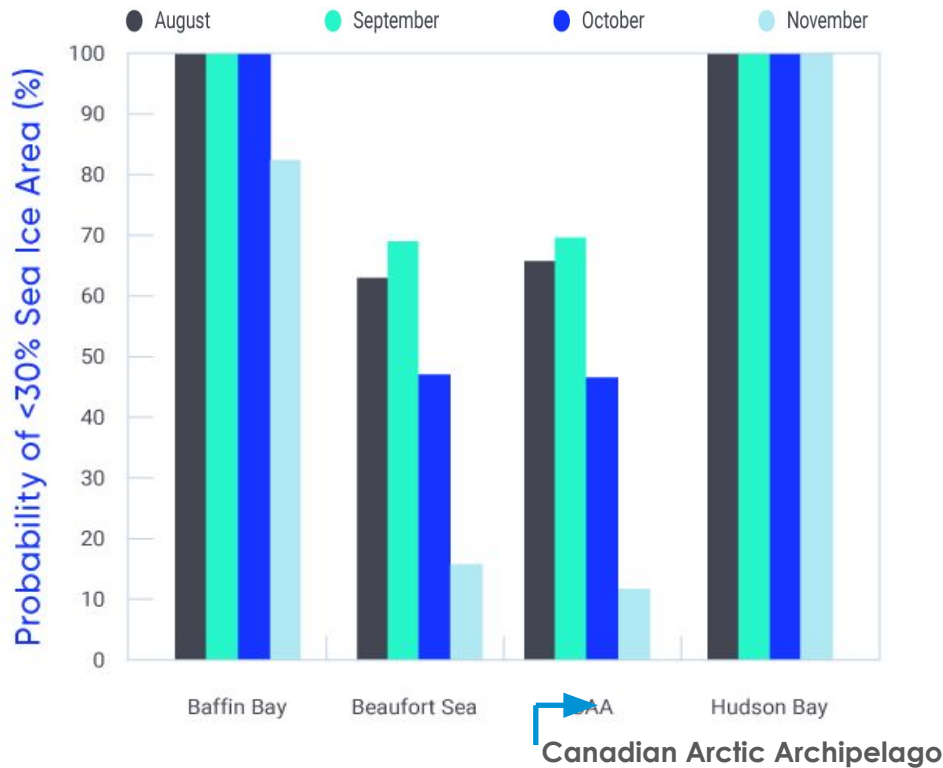 August September October November
Probability of <30% Sea Ice Area (%)
100
90
80
70
60
50
40
30
20
10
0
Baffin Bay Beaufort Sea AA Hudson Bay
Canadian Arctic Archipelago